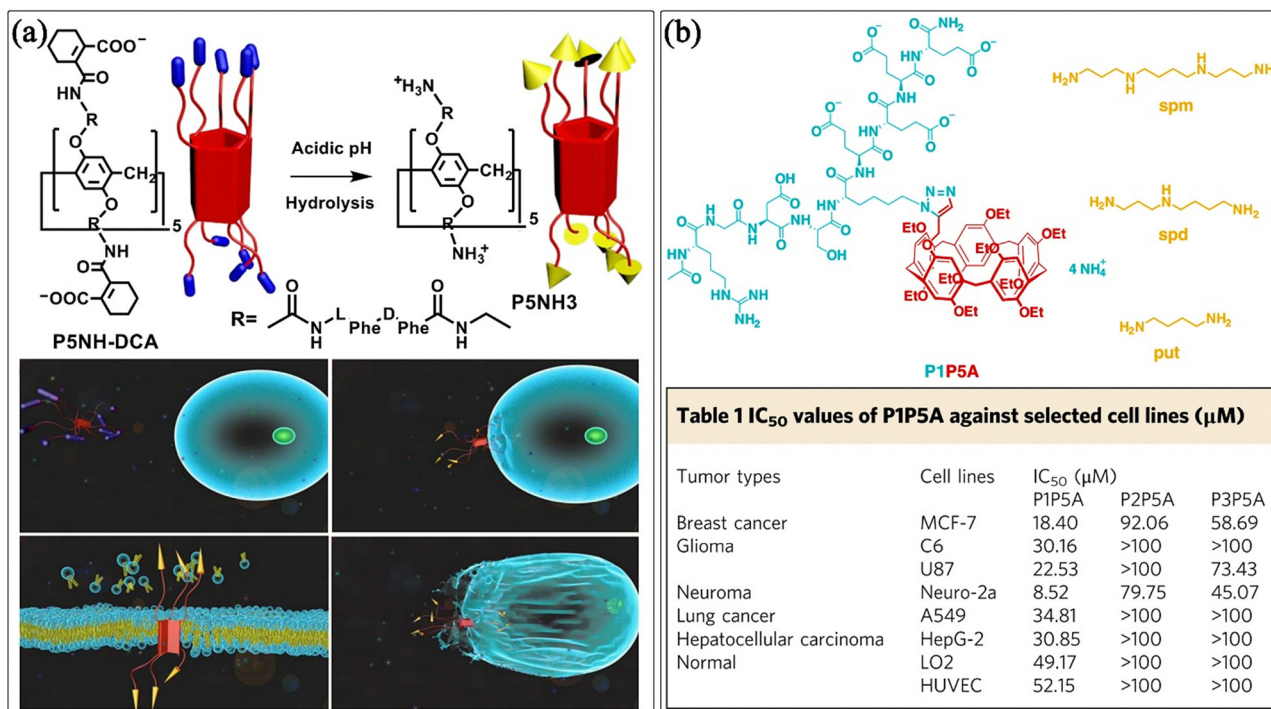 (a)
COO⁻
O
HN
R
O
CH₂
O
R
NH
O
⁻OOC
5
P5NH-DCA
Acidic pH
Hydrolysis
⁺H₃N
R
O
CH₂
O
R
NH₃⁺
5
P5NH3
R=
O
N
H
L
Phe
D
Phe
O
N
H
(b)
O⁻
O
NH₂
O
O
O⁻
O
NH
O
HN
O
O⁻
O
O
NH
O⁻
O
O
NH
O
NH
OH
O
O
HN
O
N
H
O
HN
O
OH
N=N
N
O
NH
O
HN
NH
NH₂
EtO
O
OEt
OEt
EtO
OEt
EtO
EtO
OEt
OEt
4 NH₄⁺
P1P5A
NH₂
N
H
H
N
NH
spm
H₂N
H
N
NH₂
spd
H₂N
NH₂
put
Table 1 IC₅₀ values of P1P5A against selected cell lines (μM)
Tumor types Cell lines IC₅₀ (μM)
P1P5A P2P5A P3P5A
Breast cancer MCF-7 18.40 92.06 58.69
Glioma C6 30.16 >100 >100
U87 22.53 >100 73.43
Neuroma Neuro-2a 8.52 79.75 45.07
Lung cancer A549 34.81 >100 >100
Hepatocellular carcinoma HepG-2 30.85 >100 >100
Normal LO2 49.17 >100 >100
HUVEC 52.15 >100 >100